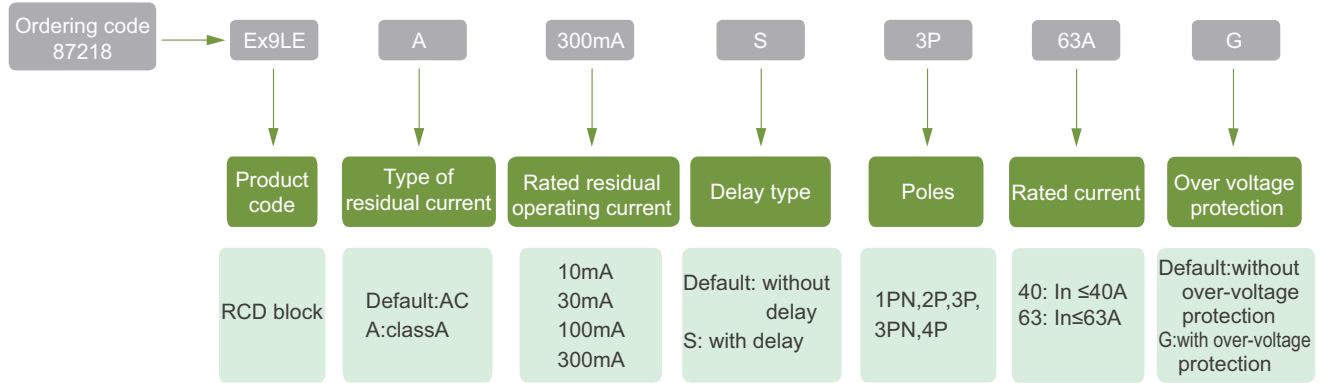 Ordering code
87218
Ex9LE
A
300mA
S
3P
63A
G
Product
code
Type of
residual current
Rated residual
operating current
Delay type
Poles
Rated current
Over voltage
protection
RCD block
Default:AC
A:classA
10mA
30mA
100mA
300mA
Default: without
delay
S: with delay
1PN,2P,3P,
3PN,4P
40: In ≤40A
63: In≤63A
Default:without
over-voltage
protection
G:with over-voltage
protection